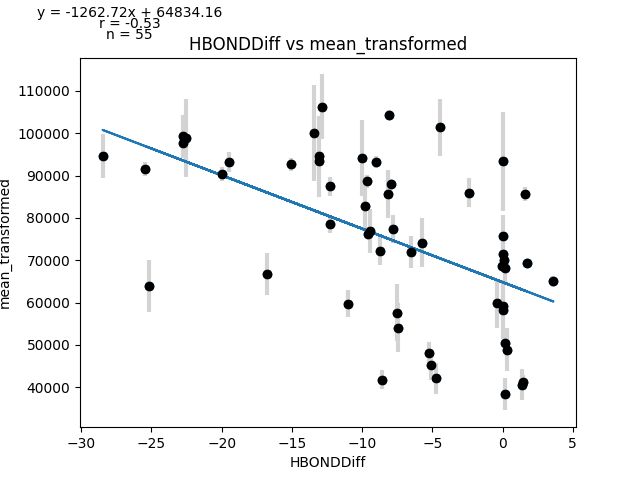 y = -1262.72x + 64834.16
r = -0.53
n = 55
HBONDDiff vs mean_transformed
mean_transformed
110000
100000
90000
80000
70000
60000
50000
40000
−30
−25
−20
−15
−10
−5
0
5
HBONDDiff